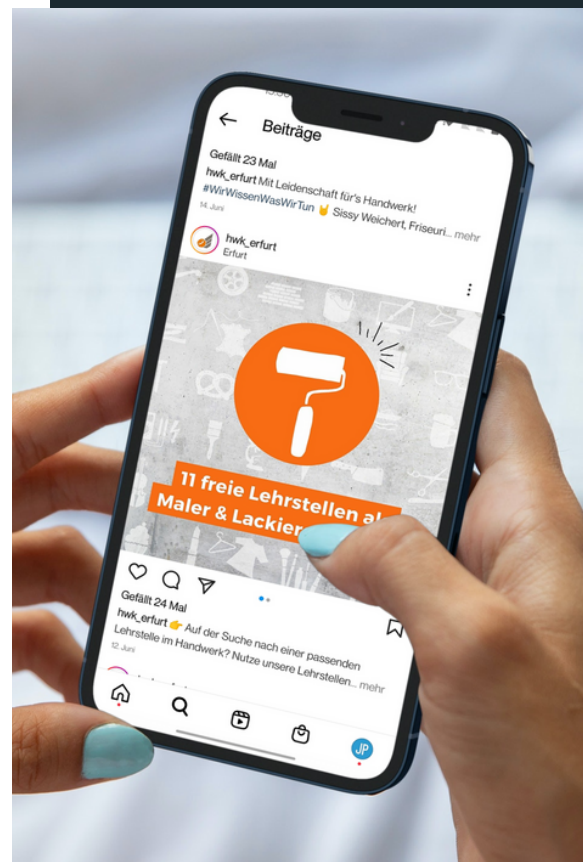 Beiträge
Gefällt 23 Mal
hwk_erfurt Mit Leidenschaft für's Handwerk!
#WirWissenWasWirTun 🤘 Sissy Weichert, Friseuri... mehr
14. Juni
hwk_erfurt
Erfurt
11 freie Lehrstellen
Maler &
Gefällt 24 Mal
hwk_erfurt 👉 Auf der Suche nach einer passenden
Lehrstelle im Handwerk? Nutze unsere Lehrstellen... mehr
12. Juni
JP